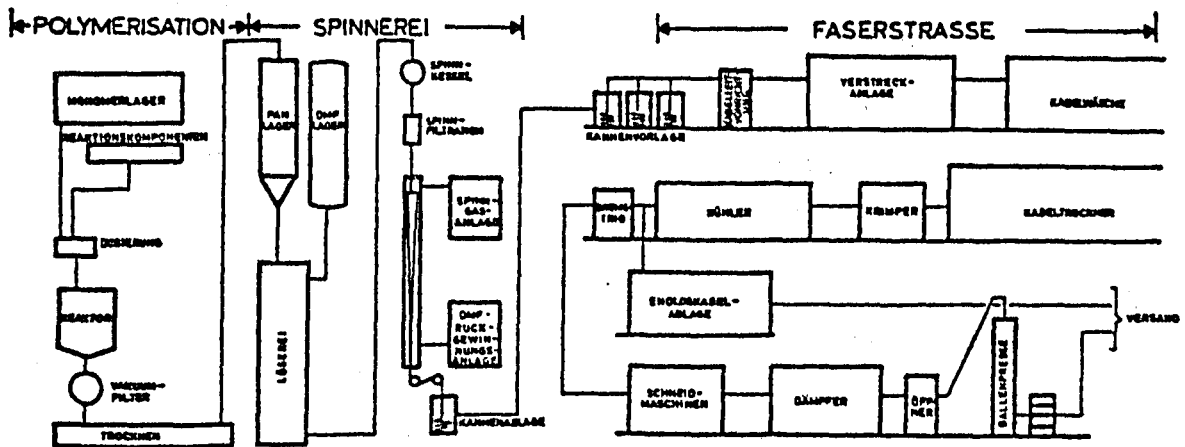 POLYMERISATION
SPINNEREI
FASERSTRASSE
MONOMERLAGER
REAKTIONSKOMPONENTEN
DOSIERUNG
REAKTOR
VACUUM-
FILTER
TROCKNEN
PAN
LAGER
DMF LAGER
LÖSEREI
SPINN-
KESSEL
SPINN-
FILTRATION
SPINN-
GAS-
ANLAGE
DMF-
RÜCK-
GEWIN-
NUNGS-
ANLAGE
KANNENABLAGE
KANNENVORLAGE
VERSTRECK-
ANLAGE
KABELWÄSCHE
TRIO
KÜHLER
KRIMPER
KABELTROCKNER
ENDLOSKABEL-
ANLAGE
VERSAND
SCHNEID-
MASCHINEN
DÄMPFER
ÖFF-
NER
BALLENPRESSE